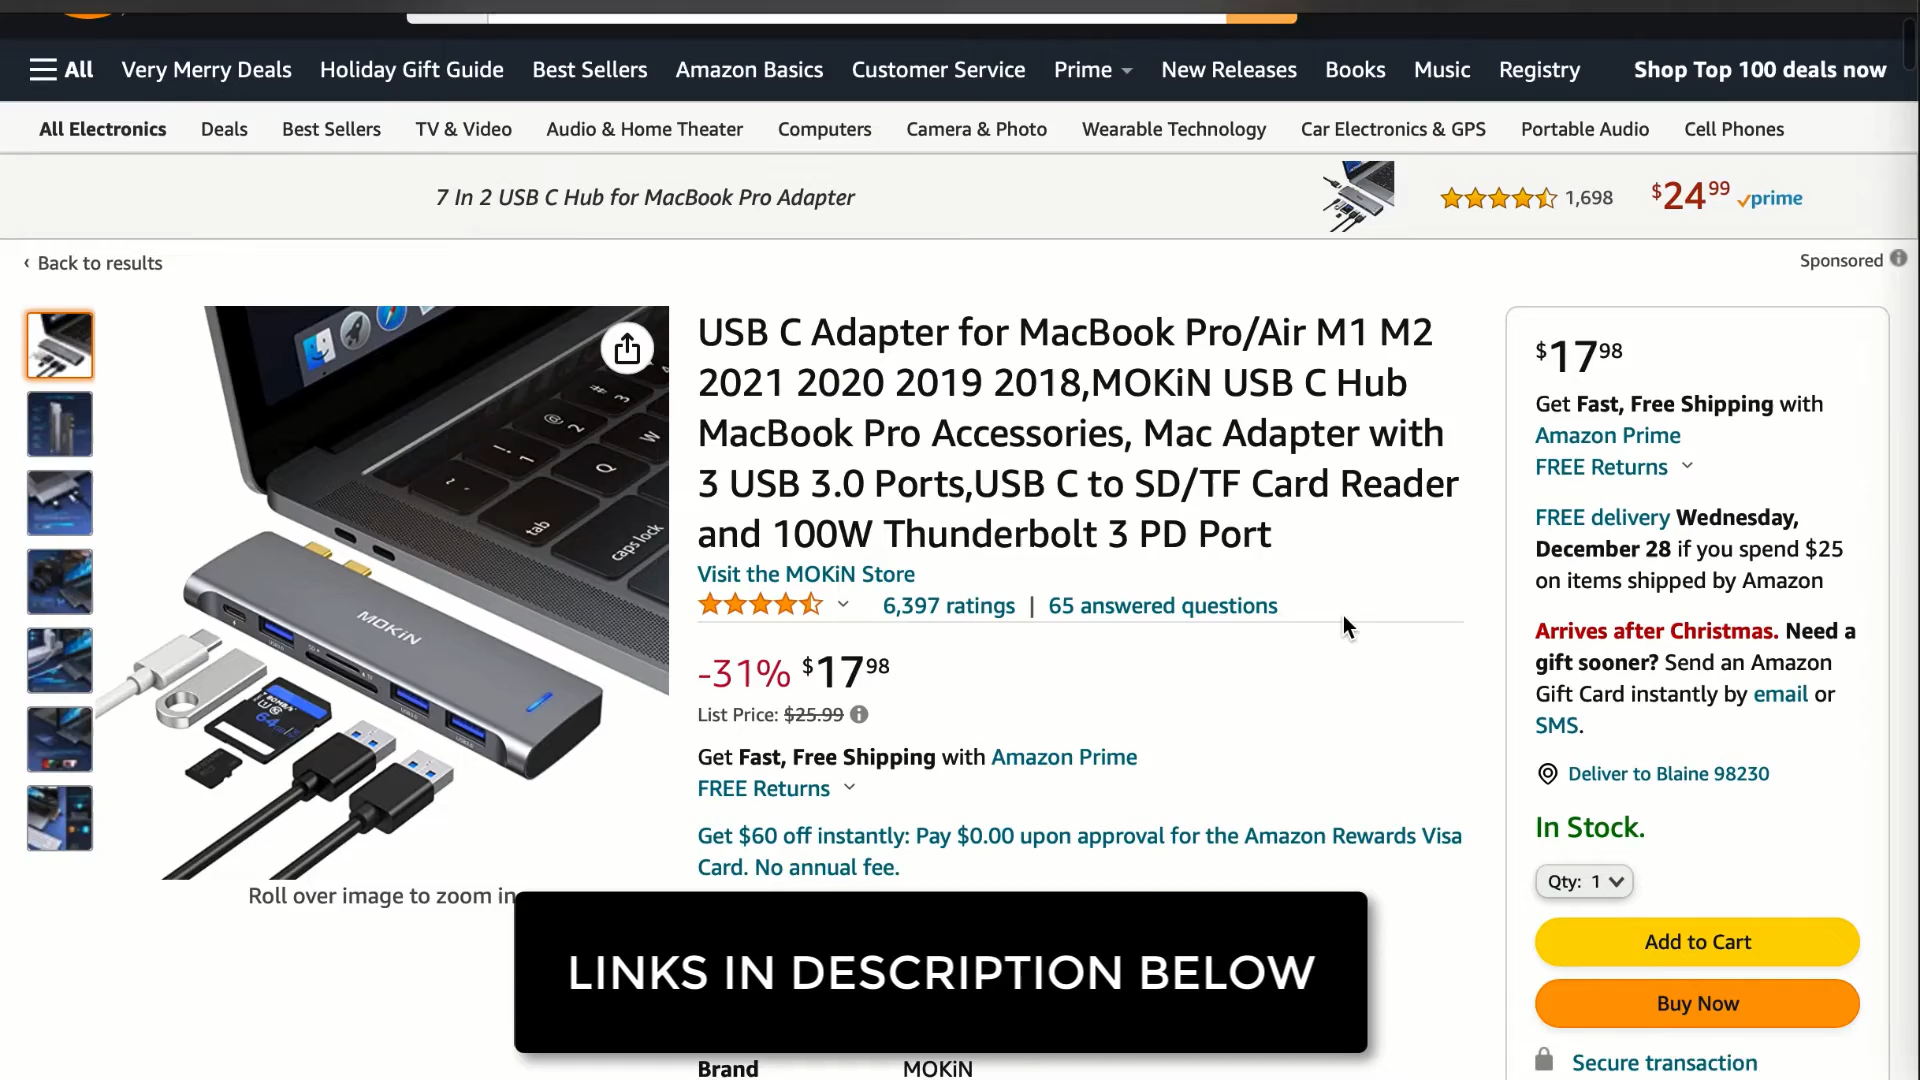 All
Very Merry Deals
Holiday Gift Guide
Best Sellers
Amazon Basics
Customer Service
Prime
New Releases
Books
Music
Registry
Shop Top 100 deals now
All Electronics
Deals
Best Sellers
TV & Video
Audio & Home Theater
Computers
Camera & Photo
Wearable Technology
Car Electronics & GPS
Portable Audio
Cell Phones
7 In 2 USB C Hub for MacBook Pro Adapter
1,698
$24.99
prime
‹ Back to results
Sponsored
MOKiN
tab
caps lock
Q
W
64
Roll over image to zoom in
USB C Adapter for MacBook Pro/Air M1 M2
2021 2020 2019 2018,MOKiN USB C Hub
MacBook Pro Accessories, Mac Adapter with
3 USB 3.0 Ports,USB C to SD/TF Card Reader
and 100W Thunderbolt 3 PD Port
Visit the MOKiN Store
6,397 ratings | 65 answered questions
-31% $17 98
List Price: $25.99
Get Fast, Free Shipping with Amazon Prime
FREE Returns
Get $60 off instantly: Pay $0.00 upon approval for the Amazon Rewards Visa
Card. No annual fee.
LINKS IN DESCRIPTION BELOW
Brand MOKiN
$17 98
Get Fast, Free Shipping with
Amazon Prime
FREE Returns
FREE delivery Wednesday,
December 28 if you spend $25
on items shipped by Amazon
Arrives after Christmas. Need a
gift sooner? Send an Amazon
Gift Card instantly by email or
SMS.
Deliver to Blaine 98230
In Stock.
Qty: 1
Add to Cart
Buy Now
Secure transaction